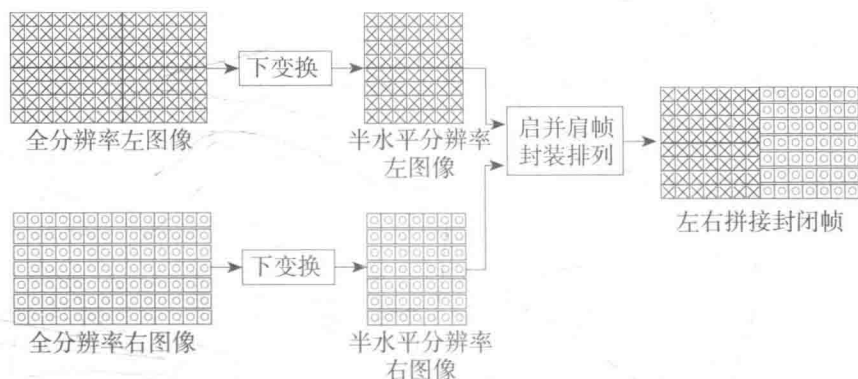 全分辨率左图像
下变换
半水平分辨率
左图像
启并肩帧
封装排列
左右拼接封闭帧
全分辨率右图像
下变换
半水平分辨率
右图像